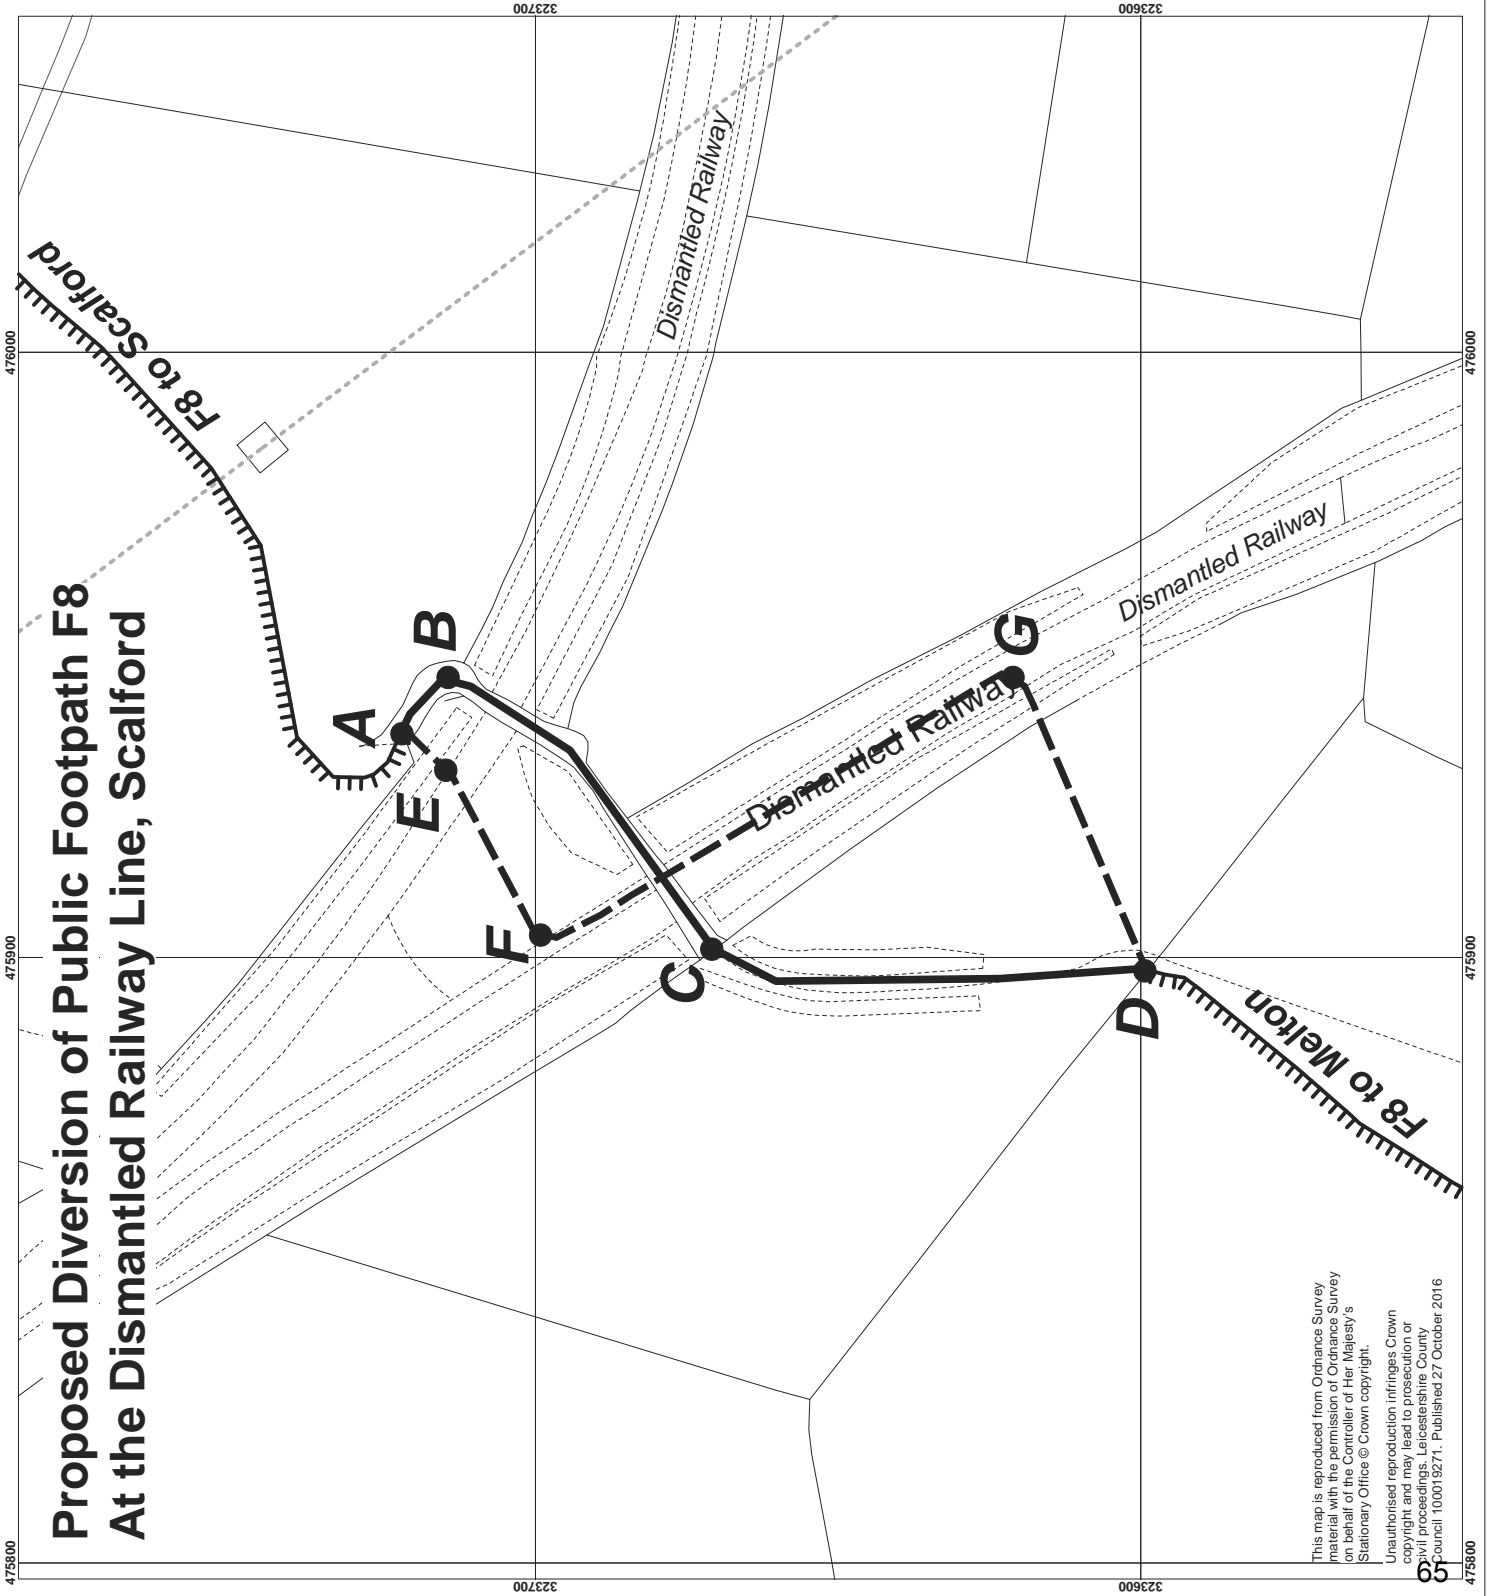 Proposed Diversion of Public Footpath F8
At the Dismantled Railway Line, Scalford
475800
475900
476000
323700
323600
323700
323600
475800
475900
476000
F8 to Scalford
Dismantled Railway
A
B
E
F
C
G
D
Dismantled Railway
Dismantled Railway
F8 to Melton
This map is reproduced from Ordnance Survey
material with the permission of Ordnance Survey
on behalf of the Controller of Her Majesty's
Stationary Office © Crown copyright.
Unauthorised reproduction infringes Crown
copyright and may lead to prosecution or
civil proceedings. Leicestershire County
Council 100019271. Published 27 October 2016
65